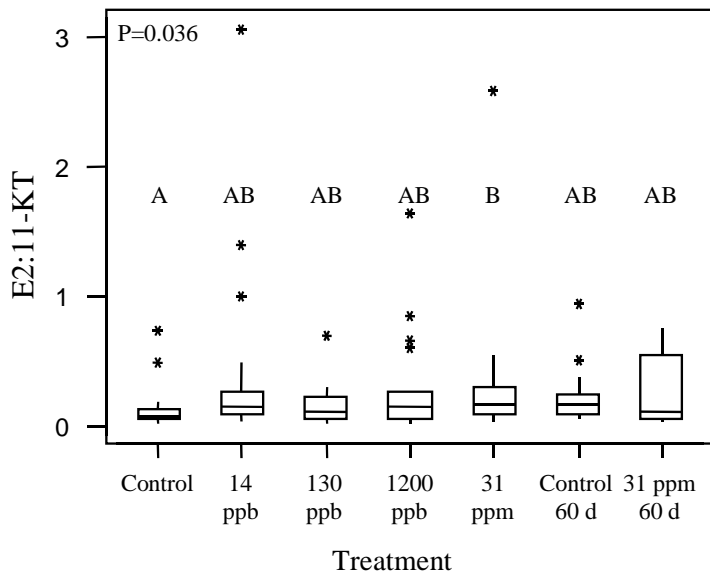 P=0.036
3
2
1
0
E2:11-KT
A
AB
AB
AB
B
AB
AB
Control
14
ppb
130
ppb
1200
ppb
31
ppm
Control
60 d
31 ppm
60 d
Treatment